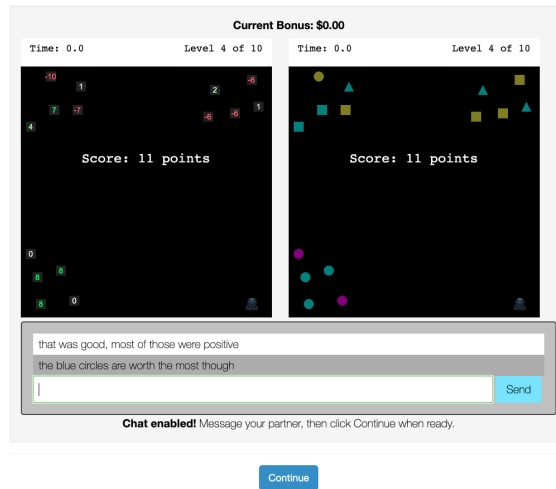 Current Bonus: $0.00
Time: 0.0 Level 4 of 10 Time: 0.0 Level 4 of 10
-10 -6
1 2
7 -7 -6 -6 1
4
Score: 11 points Score: 11 points
0
8 8
8 0
that was good, most of those were positive
the blue circles are worth the most though
Send
Chat enabled! Message your partner, then click Continue when ready.
Continue